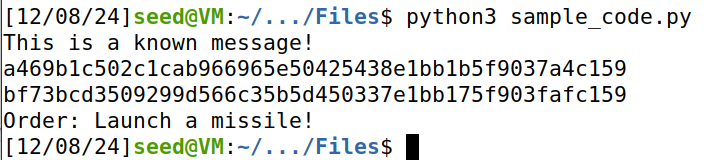 [12/08/24]seed@VM:~/.../Files$ python3 sample_code.py
This is a known message!
a469b1c502c1cab966965e50425438e1bb1b5f9037a4c159
bf73bcd3509299d566c35b5d450337e1bb175f903fafc159
Order: Launch a missile!
[12/08/24]seed@VM:~/.../Files$